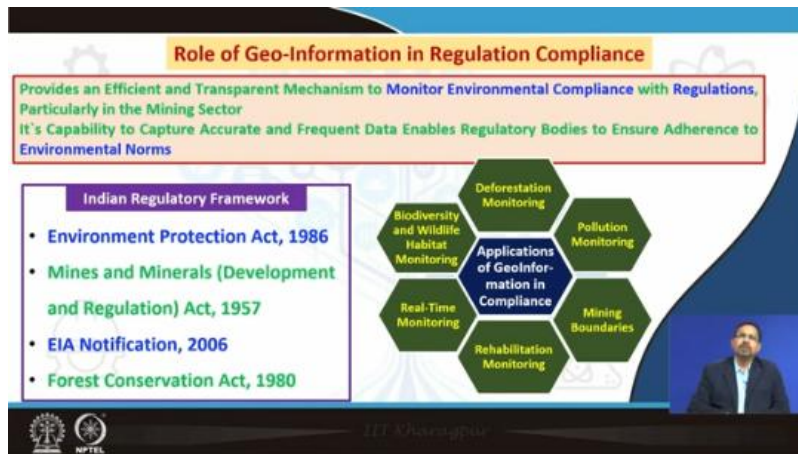 Role of Geo-Information in Regulation Compliance
Provides an Efficient and Transparent Mechanism to Monitor Environmental Compliance with Regulations,
Particularly in the Mining Sector
It`s Capability to Capture Accurate and Frequent Data Enables Regulatory Bodies to Ensure Adherence to
Environmental Norms
Indian Regulatory Framework
• Environment Protection Act, 1986
• Mines and Minerals (Development
and Regulation) Act, 1957
• EIA Notification, 2006
• Forest Conservation Act, 1980
Deforestation
Monitoring
Biodiversity
and Wildlife
Habitat
Monitoring
Pollution
Monitoring
Applications
of GeoInfor-
mation in
Compliance
Real-Time
Monitoring
Mining
Boundaries
Rehabilitation
Monitoring
IIT Kharagpur
NPTEL